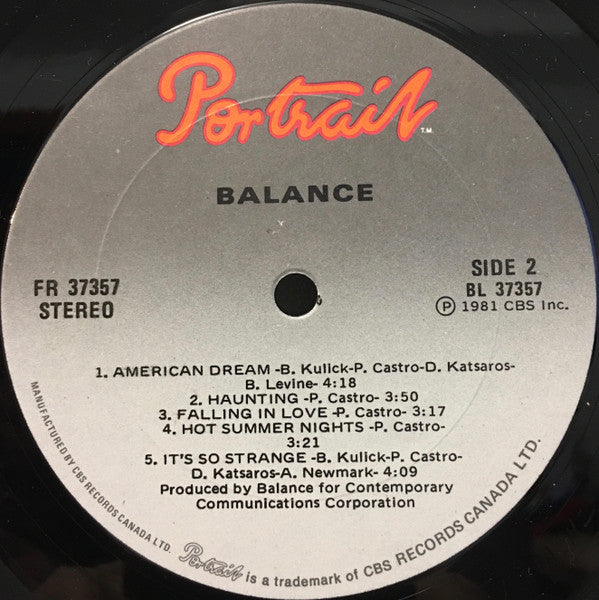 Portrait T.M.
BALANCE
FR 37357
STEREO
SIDE 2
BL 37357
Ⓟ 1981 CBS Inc.
1. AMERICAN DREAM -B. Kulick-P. Castro-D. Katsaros-
B. Levine- 4:18
2. HAUNTING -P. Castro- 3:50
3. FALLING IN LOVE -P. Castro- 3:17
4. HOT SUMMER NIGHTS -P. Castro-
3:21
5. IT'S SO STRANGE -B. Kulick-P. Castro-
D. Katsaros-A. Newmark- 4:09
Produced by Balance for Contemporary
Communications Corporation
MANUFACTURED BY CBS RECORDS CANADA LTD.
Portrait is a trademark of CBS RECORDS CANADA LTD.